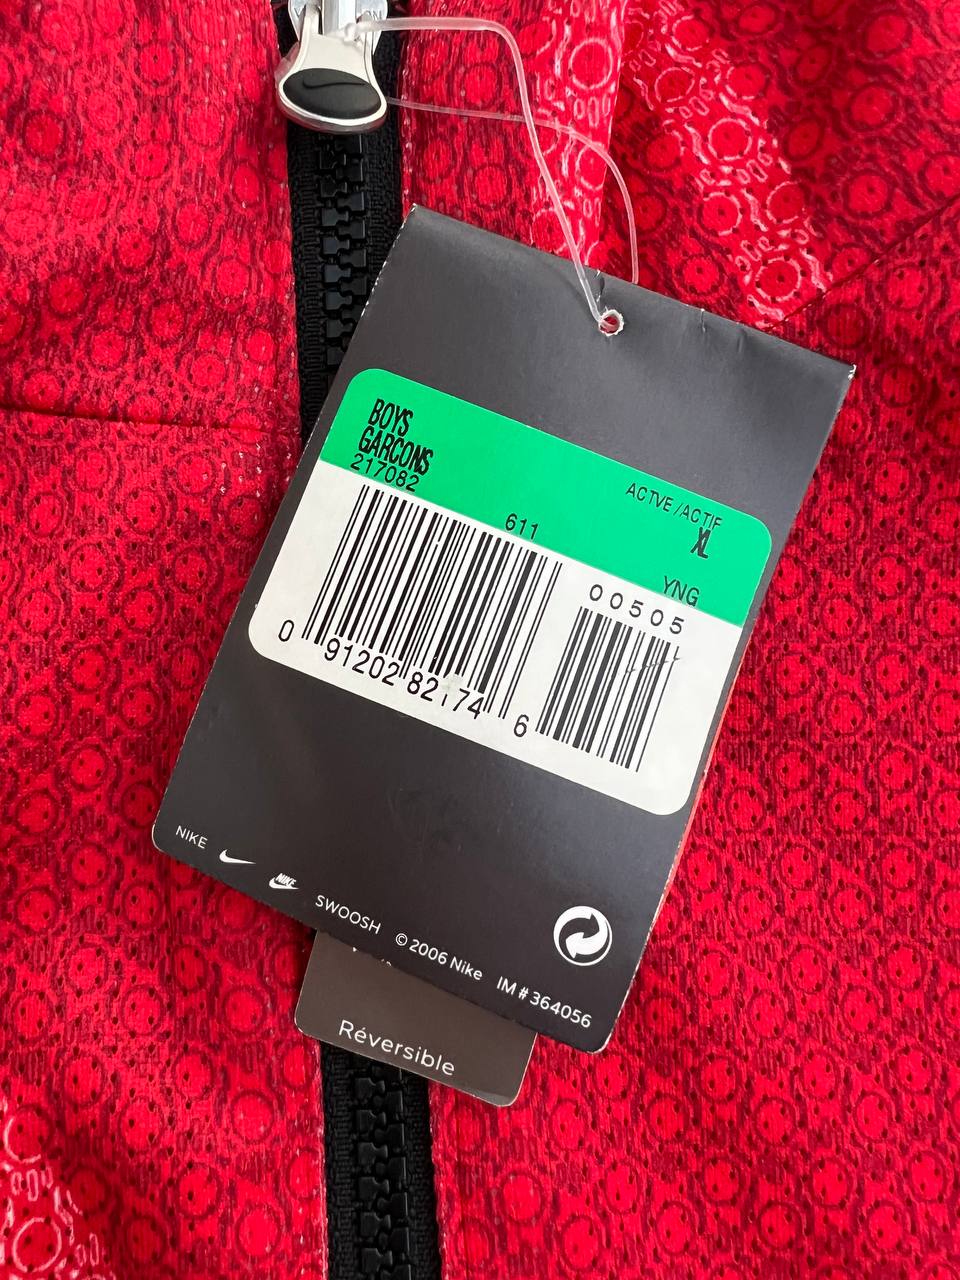 BOYS
GARCONS
217082
ACTVE /ACTIF
611
XL
YNG
00505
0 91202 82174 6
NIKE
NIKE
SWOOSH © 2006 Nike IM # 364056
Réversible